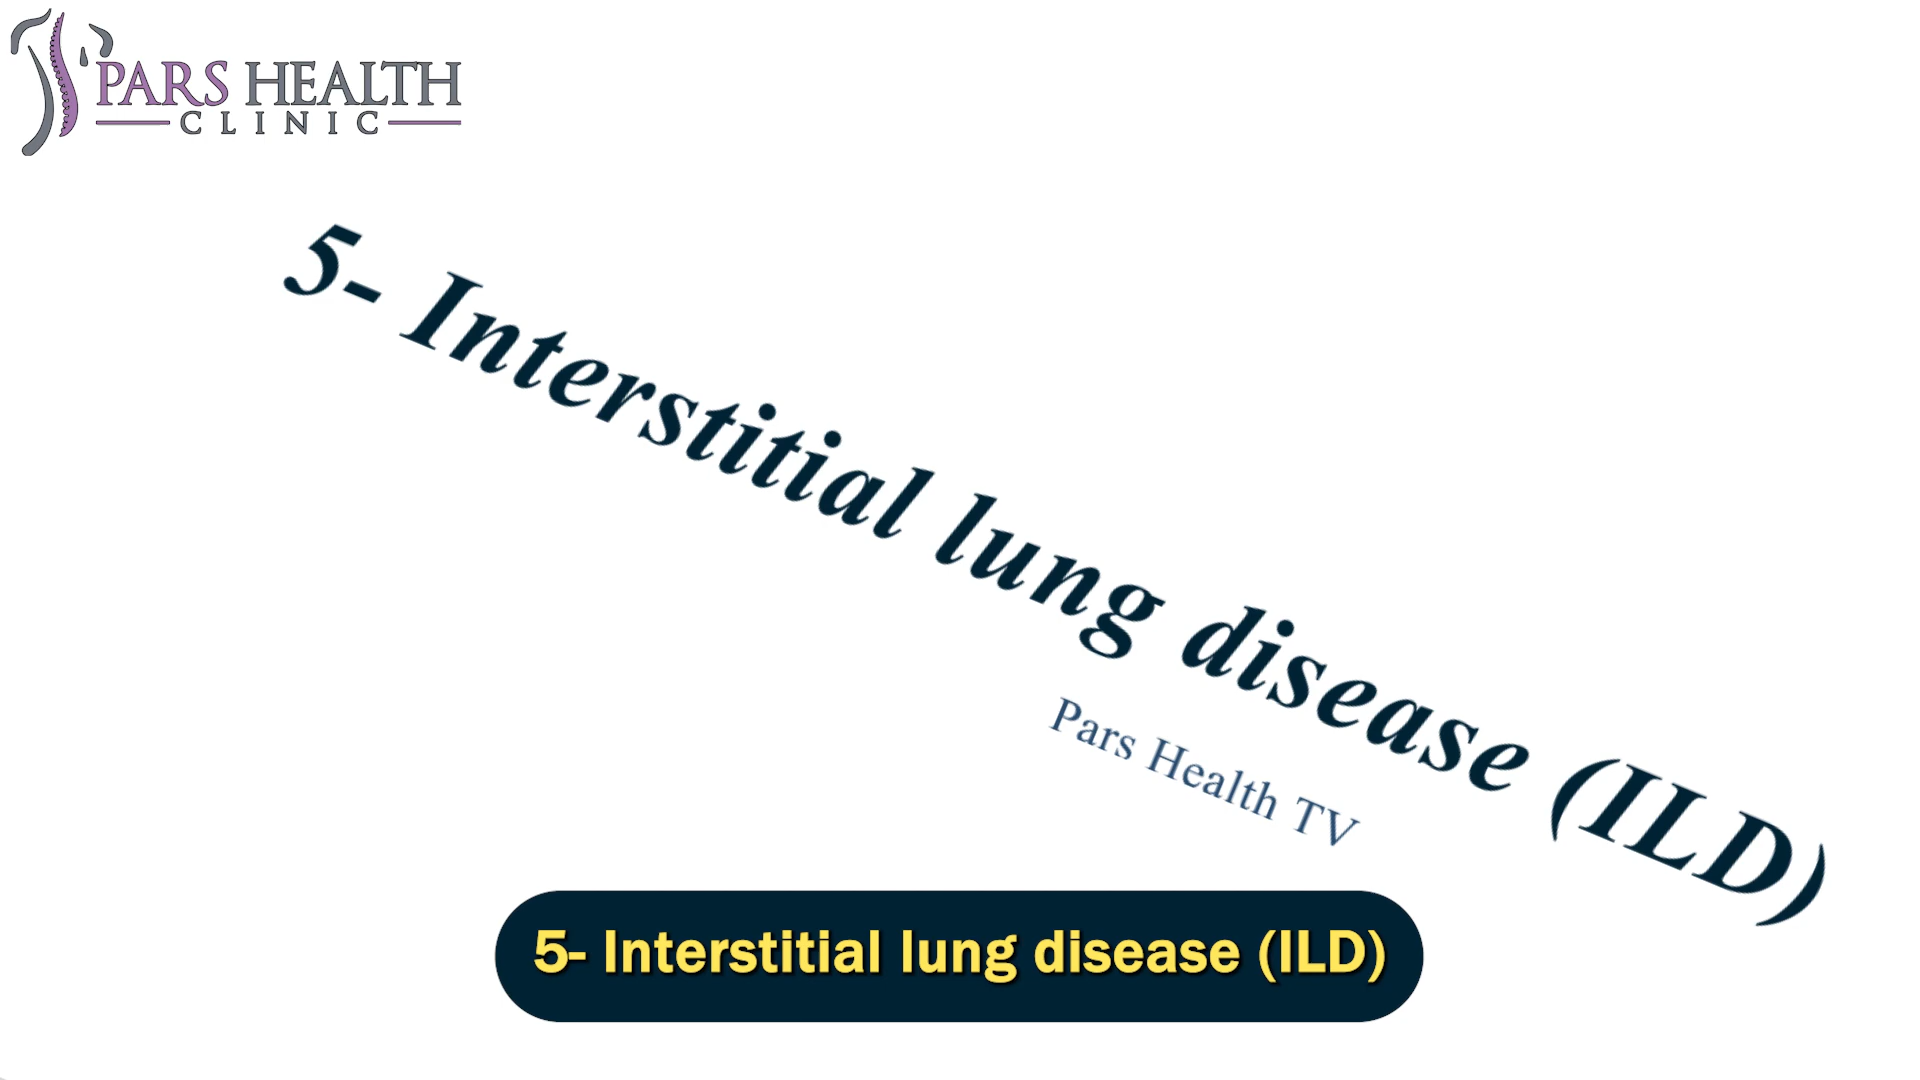 PARS HEALTH
CLINIC
5- Interstitial lung disease (ILD)
Pars Health TV
5- Interstitial lung disease (ILD)